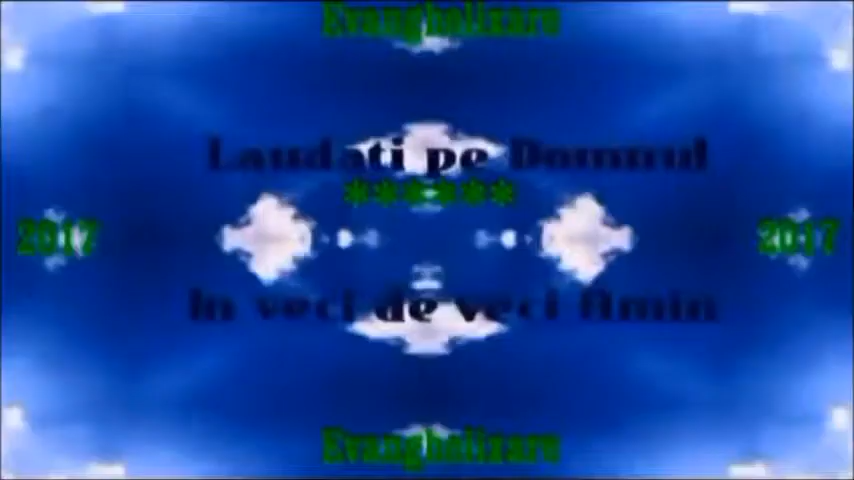 Evanghelizare
Laudati pe Domnul
******
2017 2017
In veci de veci Amin
Evanghelizare